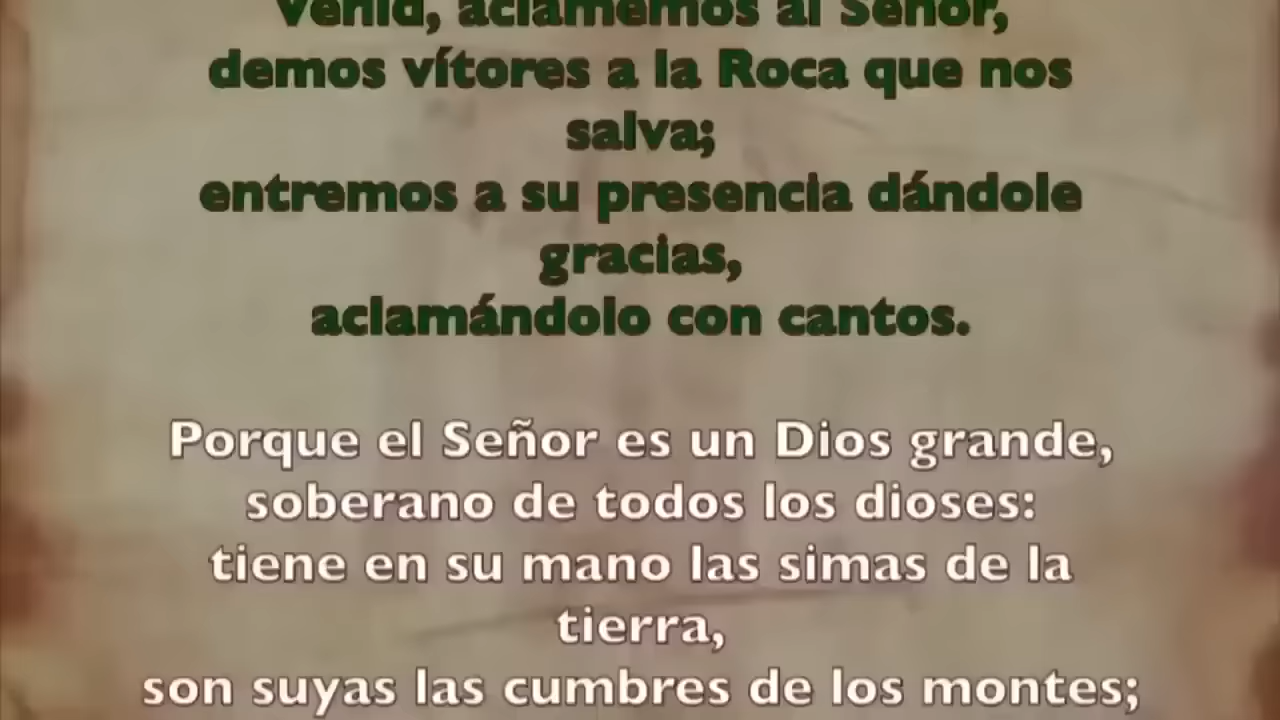 Venid, aclamemos al Señor,
demos vítores a la Roca que nos
salva;
entremos a su presencia dándole
gracias,
aclamándolo con cantos.
Porque el Señor es un Dios grande,
soberano de todos los dioses:
tiene en su mano las simas de la
tierra,
son suyas las cumbres de los montes;